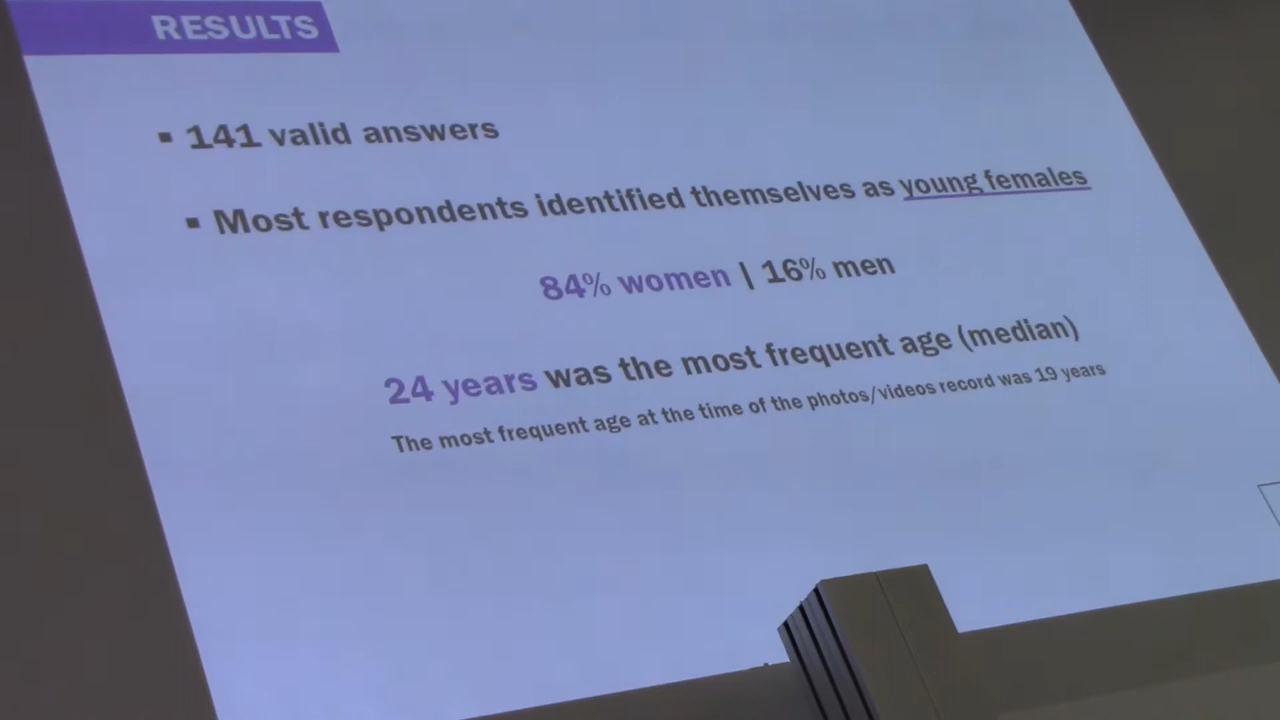 RESULTS
▪ 141 valid answers
▪ Most respondents identified themselves as young females
84% women | 16% men
24 years was the most frequent age (median)
The most frequent age at the time of the photos/videos record was 19 years